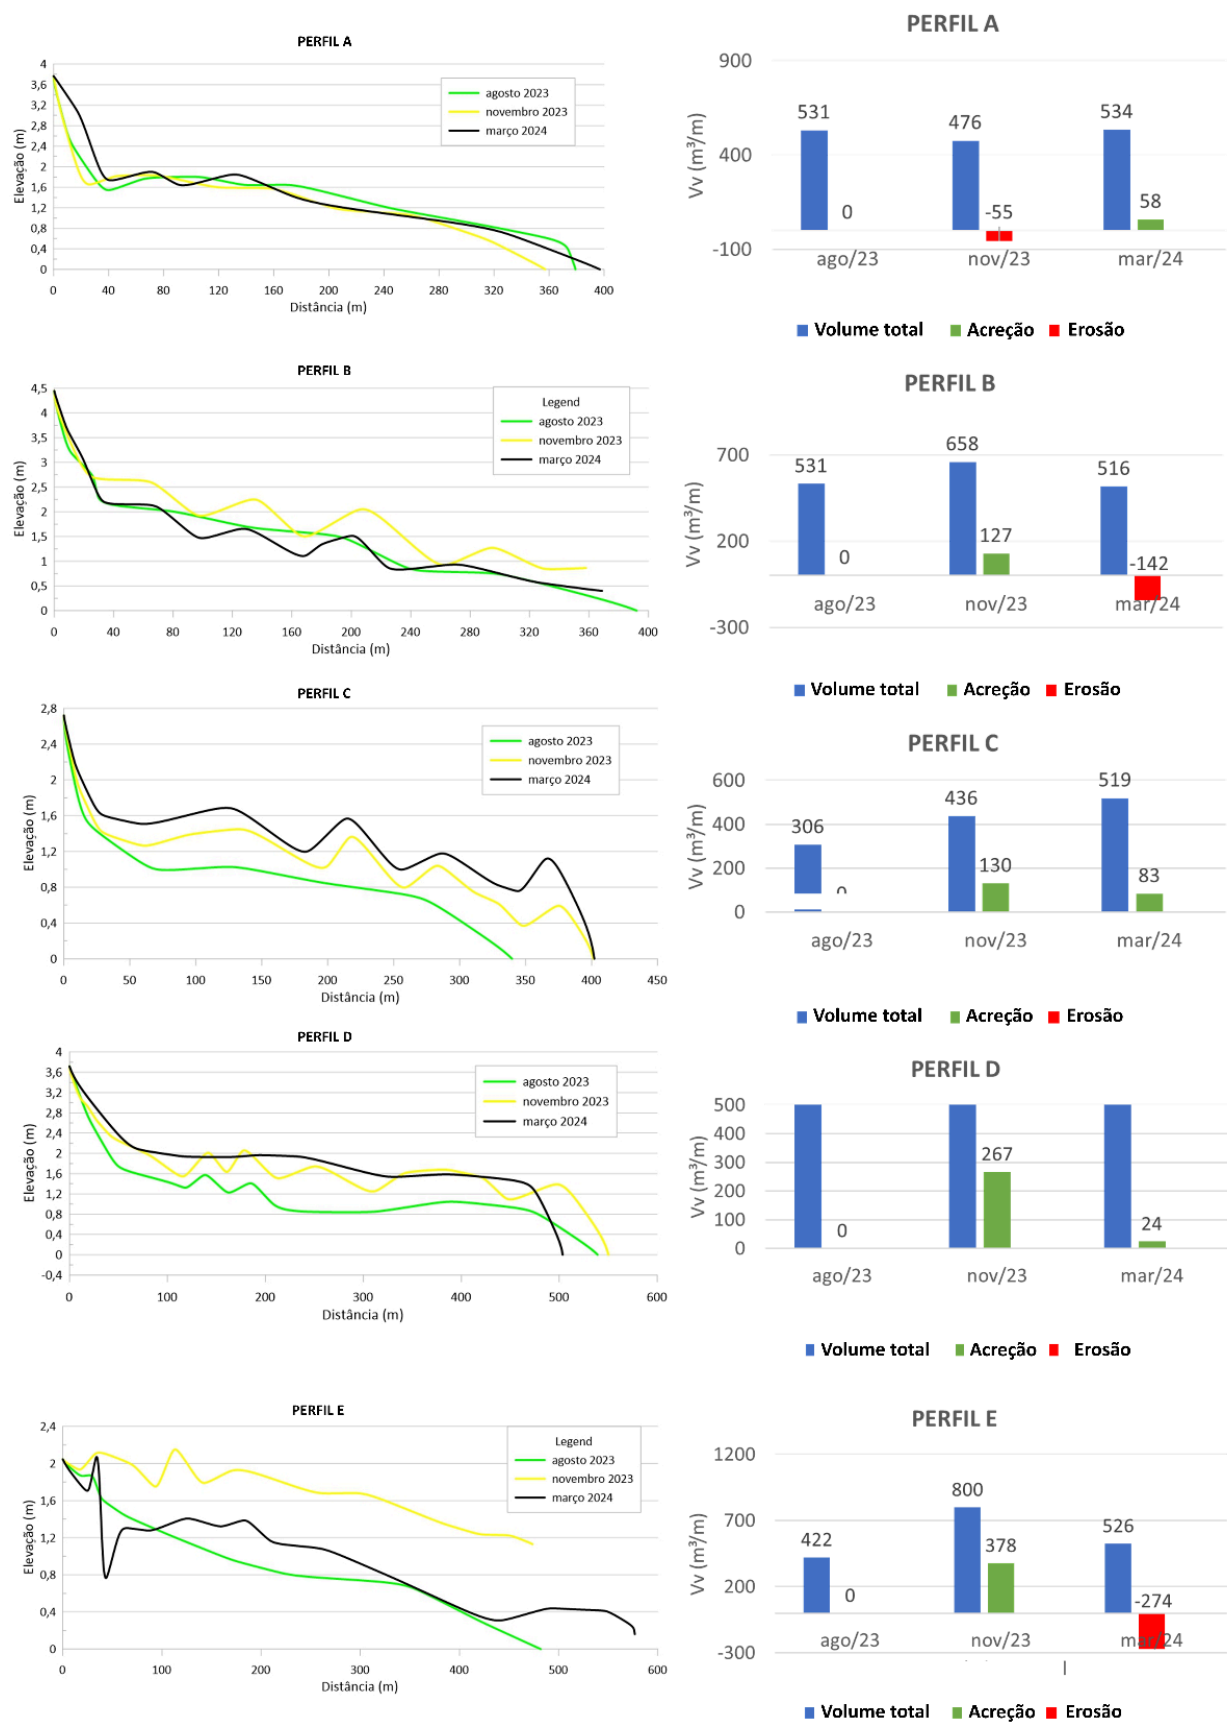 PERFIL A
4
3,6
3,2
2,8
2,4
2
1,6
1,2
0,8
0,4
0
Elevação (m)
agosto 2023
novembro 2023
março 2024
0 40 80 120 160 200 240 280 320 360 400
Distância (m)
PERFIL A
900
400
-100
Vv (m³/m)
531 0 476 -55 534 58
ago/23 nov/23 mar/24
Volume total Acreção Erosão
PERFIL B
4,5
4
3,5
3
2,5
2
1,5
1
0,5
0
Elevação (m)
Legend
agosto 2023
novembro 2023
março 2024
0 40 80 120 160 200 240 280 320 360 400
Distância (m)
PERFIL B
700
200
-300
Vv (m³/m)
531 0 658 127 516 -142
ago/23 nov/23 mar/24
Volume total Acreção Erosão
PERFIL C
2,8
2,4
2
1,6
1,2
0,8
0,4
0
Elevação (m)
agosto 2023
novembro 2023
março 2024
0 50 100 150 200 250 300 350 400 450
Distância (m)
PERFIL C
600
400
200
0
Vv (m³/m)
306 0 436 130 519 83
ago/23 nov/23 mar/24
Volume total Acreção Erosão
PERFIL D
4
3,6
3,2
2,8
2,4
2
1,6
1,2
0,8
0,4
0
-0,4
Elevação (m)
agosto 2023
novembro 2023
março 2024
0 100 200 300 400 500 600
Distância (m)
PERFIL D
500
400
300
200
100
0
Vv (m³/m)
0 267 24
ago/23 nov/23 mar/24
Volume total Acreção Erosão
PERFIL E
2,4
2
1,6
1,2
0,8
0,4
0
Elevação (m)
Legend
agosto 2023
novembro 2023
março 2024
0 100 200 300 400 500 600
Distância (m)
PERFIL E
1200
700
200
-300
Vv (m³/m)
422 0 800 378 526 -274
ago/23 nov/23 mar/24
Volume total Acreção Erosão